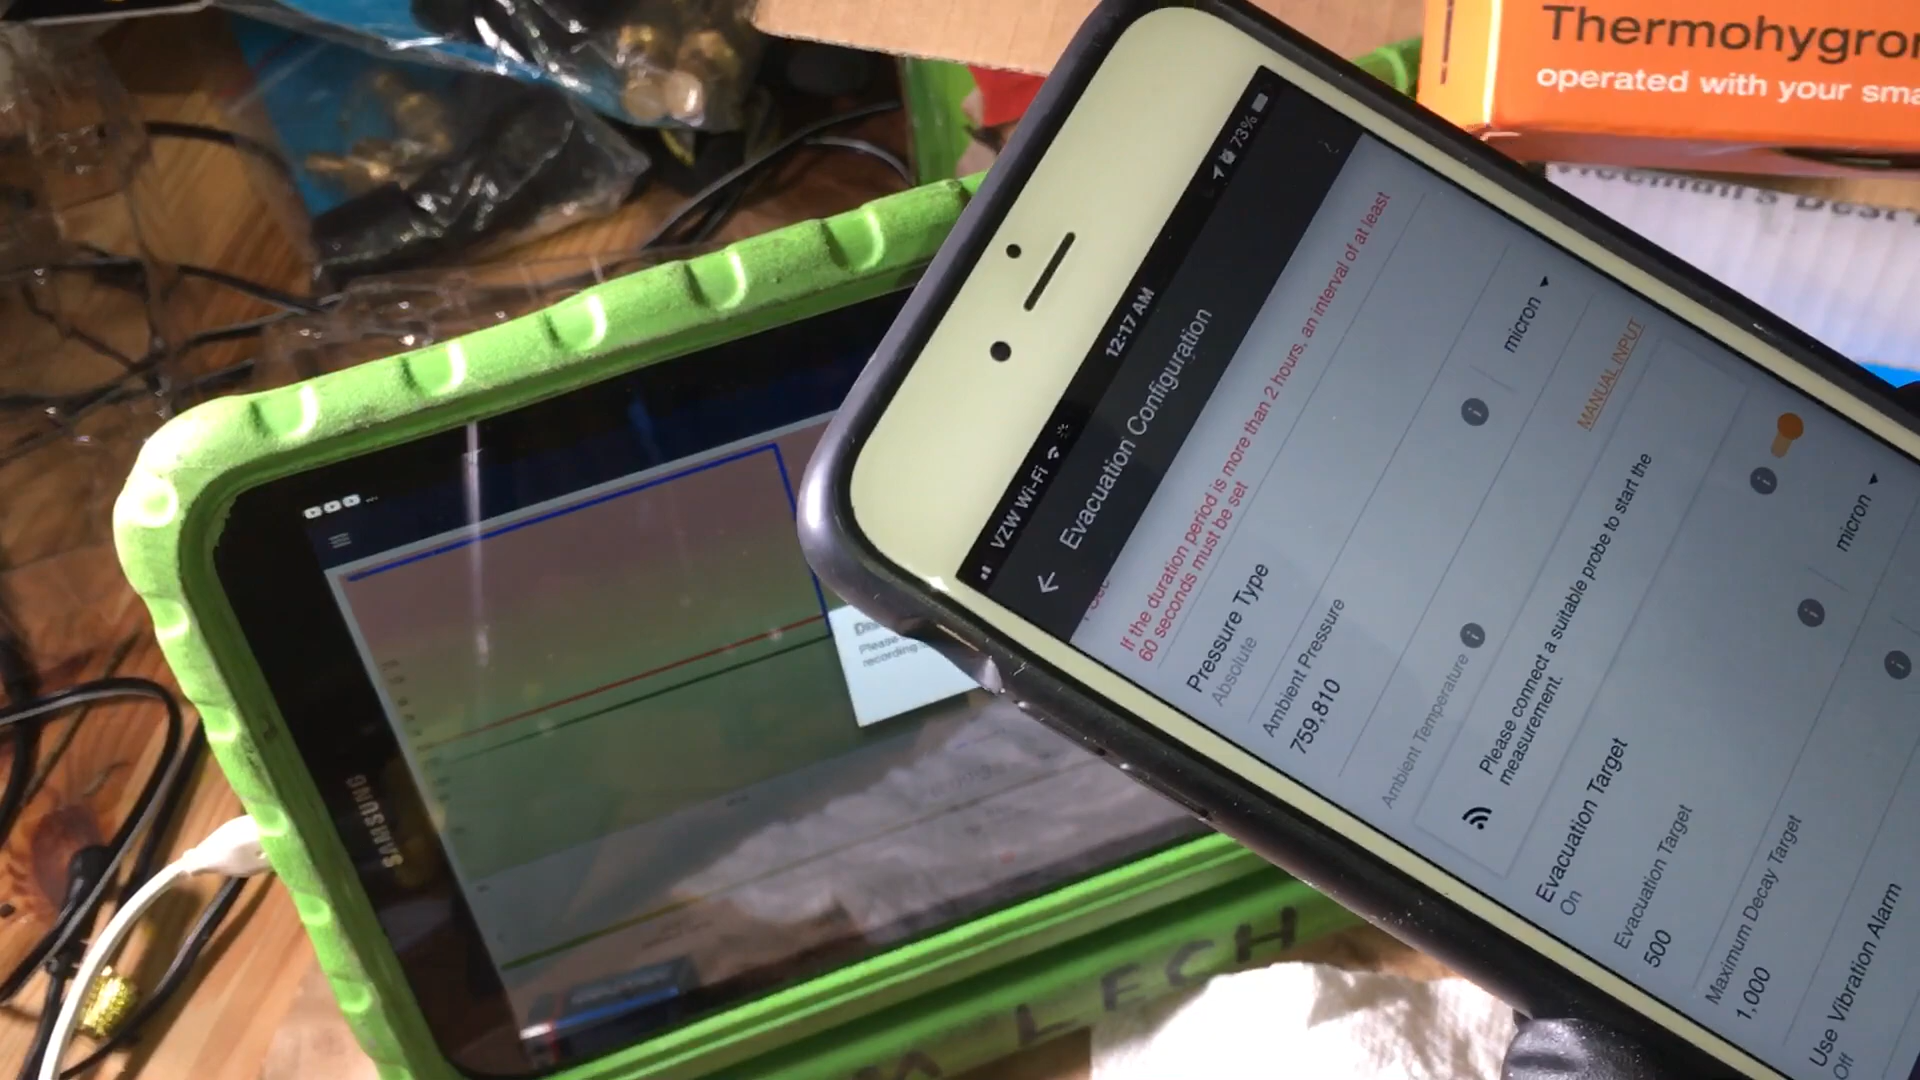 Thermohygro
operated with your sma
VZW Wi-Fi
12:17 AM
73%
Evacuation Configuration
If the duration period is more than 2 hours, an interval of at least
60 seconds must be set
Pressure Type
Absolute
Ambient Pressure
759,810
micron
Ambient Temperature
MANUAL INPUT
Please connect a suitable probe to start the
measurement.
Evacuation Target
On
Evacuation Target
500
micron
Maximum Decay Target
1,000
Use Vibration Alarm
Off
Please
recording
SAMSUNG